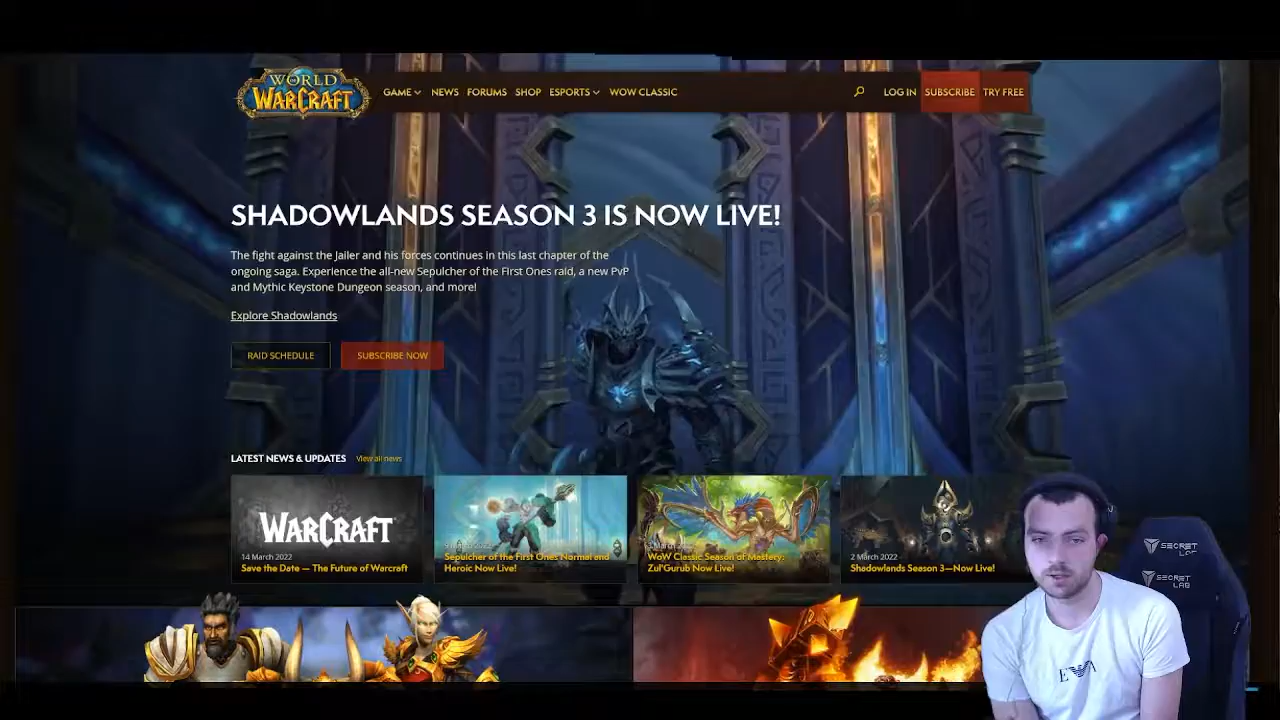 WORLD
WARCRAFT
GAME
NEWS
FORUMS
SHOP
ESPORTS
WOW CLASSIC
LOG IN
SUBSCRIBE
TRY FREE
SHADOWLANDS SEASON 3 IS NOW LIVE!
The fight against the Jailer and his forces continues in this last chapter of the
ongoing saga. Experience the all-new Sepulcher of the First Ones raid, a new PvP
and Mythic Keystone Dungeon season, and more!
Explore Shadowlands
RAID SCHEDULE
SUBSCRIBE NOW
LATEST NEWS & UPDATES
View all news
WARCRAFT
14 March 2022
Save the Date — The Future of Warcraft
Sepulcher of the First Ones Normal and
Heroic Now Live!
WoW Classic Season of Mastery:
Zul'Gurub Now Live!
2 March 2022
Shadowlands Season 3—Now Live!
SECRET
LAB
SECRET
LAB